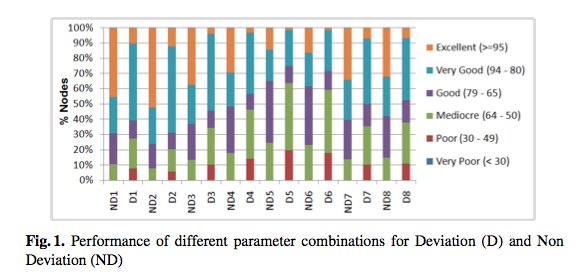 100%
90%
80%
70%
60%
50%
40%
30%
20%
10%
0%
% Nodes
ND1 D1 ND2 D2 ND3 D3 ND4 D4 ND5 D5 ND6 D6 ND7 D7 ND8 D8
Excellent (>=95)
Very Good (94 - 80)
Good (79 - 65)
Mediocre (64 - 50)
Poor (30 - 49)
Very Poor (< 30)
Fig. 1. Performance of different parameter combinations for Deviation (D) and Non
Deviation (ND)